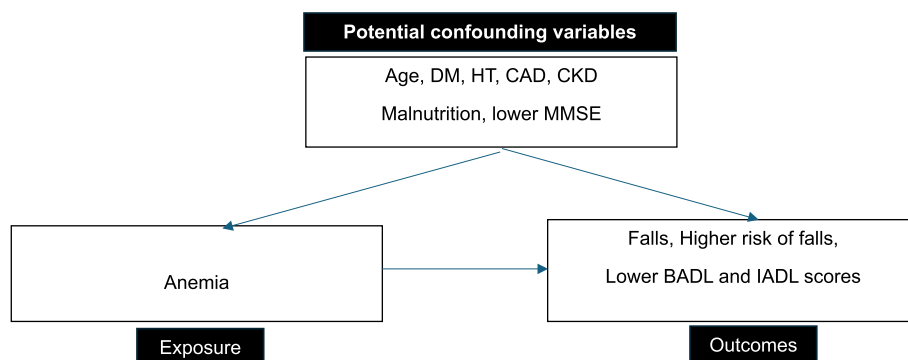 Potential confounding variables
Age, DM, HT, CAD, CKD
Malnutrition, lower MMSE
Anemia
Exposure
Falls, Higher risk of falls,
Lower BADL and IADL scores
Outcomes